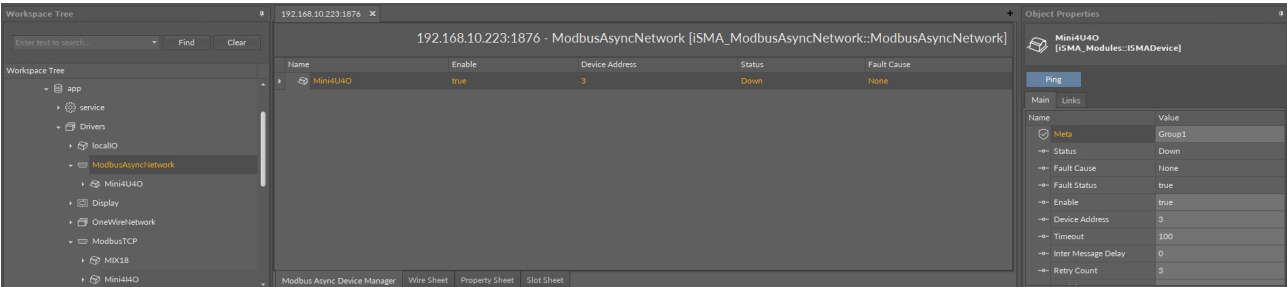 Workspace Tree
Enter text to search...
Find
Clear
Workspace Tree
app
service
Drivers
localIO
ModbusAsyncNetwork
Mini4U4O
Display
OneWireNetwork
ModbusTCP
MIX18
Mini4I4O
192.168.10.223:1876
192.168.10.223:1876 - ModbusAsyncNetwork [iSMA_ModbusAsyncNetwork::ModbusAsyncNetwork]
Name Enable Device Address Status Fault Cause
Mini4U4O true 3 Down None
Modbus Async Device Manager Wire Sheet Property Sheet Slot Sheet
Object Properties
Mini4U4O
[iSMA_Modules::ISMADevice]
Ping
Main Links
Name Value
Meta Group1
Status Down
Fault Cause None
Fault Status true
Enable true
Device Address 3
Timeout 100
Inter Message Delay 0
Retry Count 3